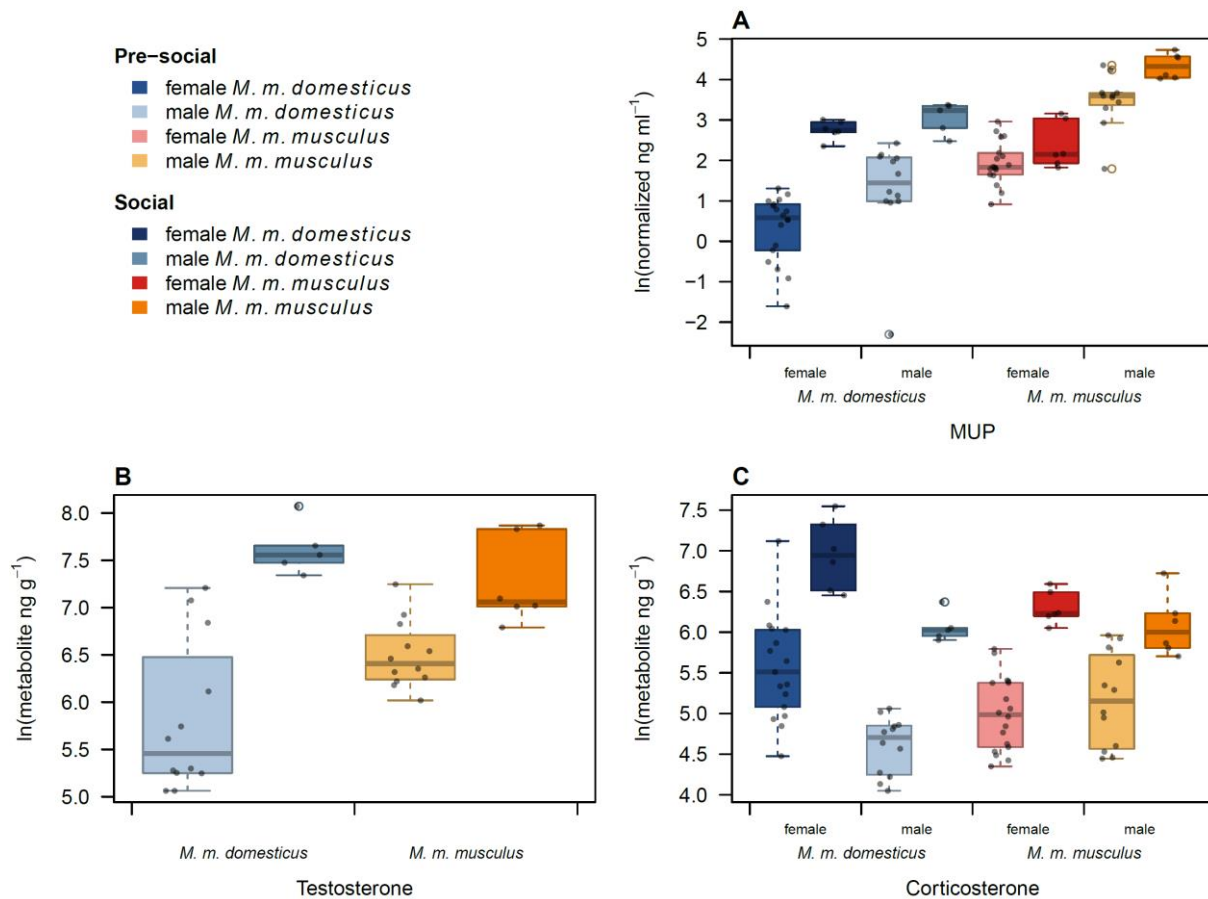 Pre-social
female M. m. domesticus
male M. m. domesticus
female M. m. musculus
male M. m. musculus
Social
female M. m. domesticus
male M. m. domesticus
female M. m. musculus
male M. m. musculus
A
ln(normalized ng ml⁻¹)
5
4
3
2
1
0
−1
−2
female male female male
M. m. domesticus M. m. musculus
MUP
B
ln(metabolite ng g⁻¹)
8.0
7.5
7.0
6.5
6.0
5.5
5.0
M. m. domesticus M. m. musculus
Testosterone
C
ln(metabolite ng g⁻¹)
7.5
7.0
6.5
6.0
5.5
5.0
4.5
4.0
female male female male
M. m. domesticus M. m. musculus
Corticosterone